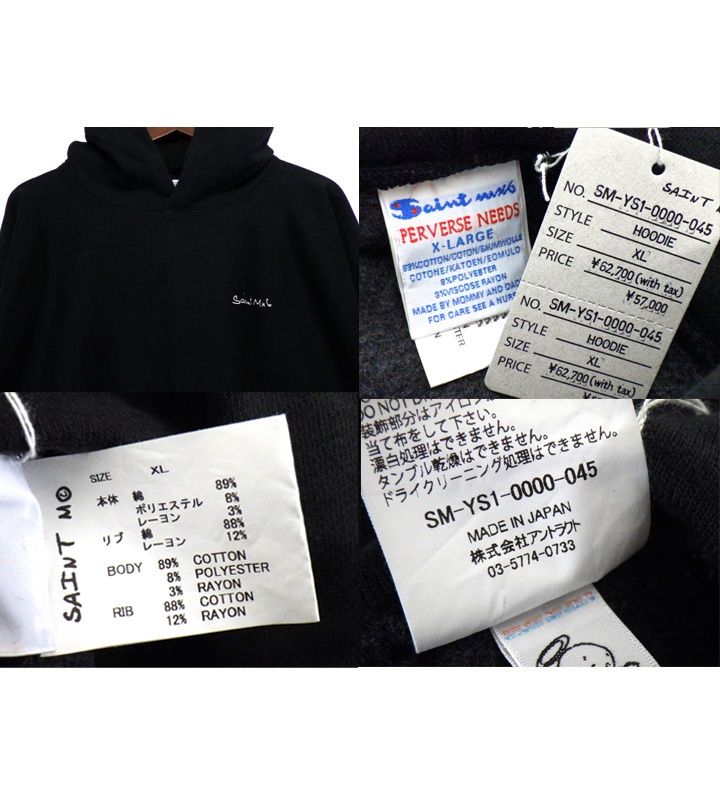 Saint Mxt
Saint mx6
PERVERSE NEEDS
X-LARGE
89%COTTON/COTON/BAUMWOLLE
COTONE/KATOEN/EOMULO
8%POLYESTER
3%VISCOSE RAYON
MADE BY MOMMY AND DAD
FOR CARE SEE A NURS
SAINT
NO. SM-YS1-0000-045
STYLE HOODIE
SIZE XL
PRICE ¥62,700(with tax)
¥57,000
NO. SM-YS1-0000-045
STYLE HOODIE
SIZE XL
PRICE ¥62,700(with tax)
SAINT M
SIZE XL
本体 綿 89%
ポリエステル 8%
レーヨン 3%
リブ 綿 88%
レーヨン 12%
BODY 89% COTTON
8% POLYESTER
3% RAYON
RIB 88% COTTON
12% RAYON
DO NOT
装飾部分はアイロン
当て布をして下さい。
漂白処理はできません。
タンブル乾燥はできません。
ドライクリーニング処理はできません。
SM-YS1-0000-045
MADE IN JAPAN
株式会社アントラクト
03-5774-0733